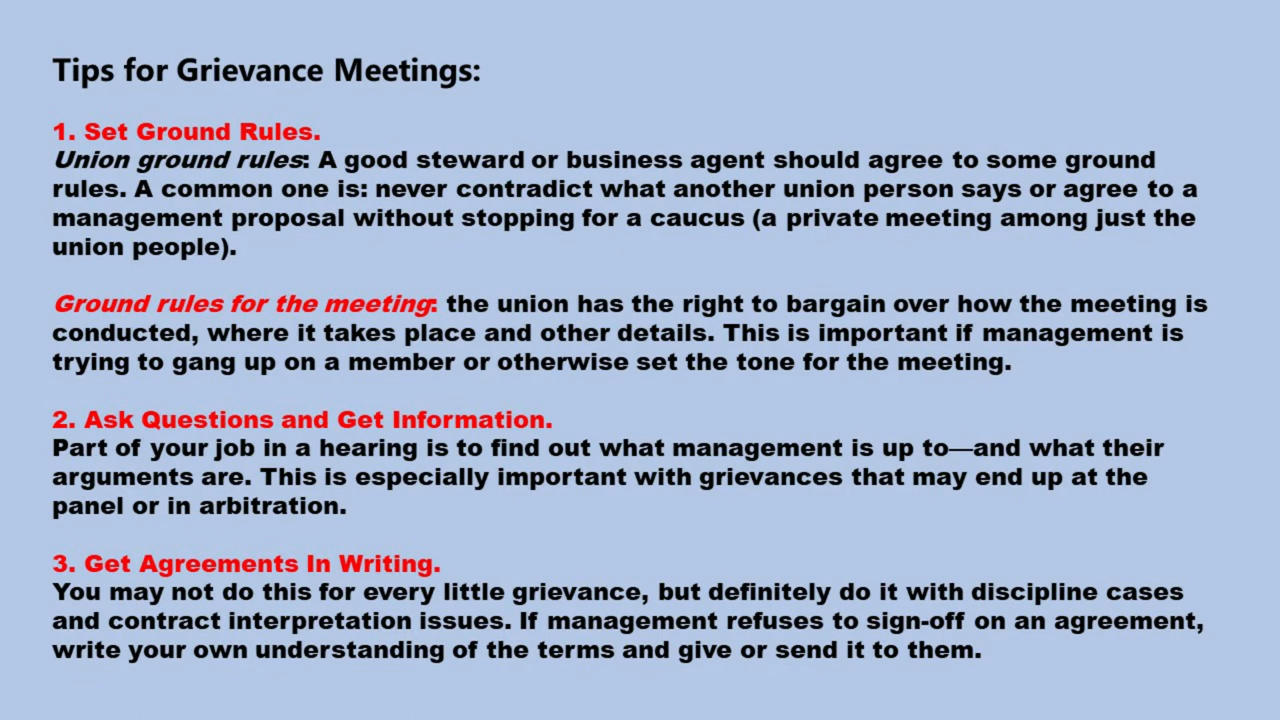 Tips for Grievance Meetings:
1. Set Ground Rules.
Union ground rules: A good steward or business agent should agree to some ground
rules. A common one is: never contradict what another union person says or agree to a
management proposal without stopping for a caucus (a private meeting among just the
union people).
Ground rules for the meeting: the union has the right to bargain over how the meeting is
conducted, where it takes place and other details. This is important if management is
trying to gang up on a member or otherwise set the tone for the meeting.
2. Ask Questions and Get Information.
Part of your job in a hearing is to find out what management is up to—and what their
arguments are. This is especially important with grievances that may end up at the
panel or in arbitration.
3. Get Agreements In Writing.
You may not do this for every little grievance, but definitely do it with discipline cases
and contract interpretation issues. If management refuses to sign-off on an agreement,
write your own understanding of the terms and give or send it to them.